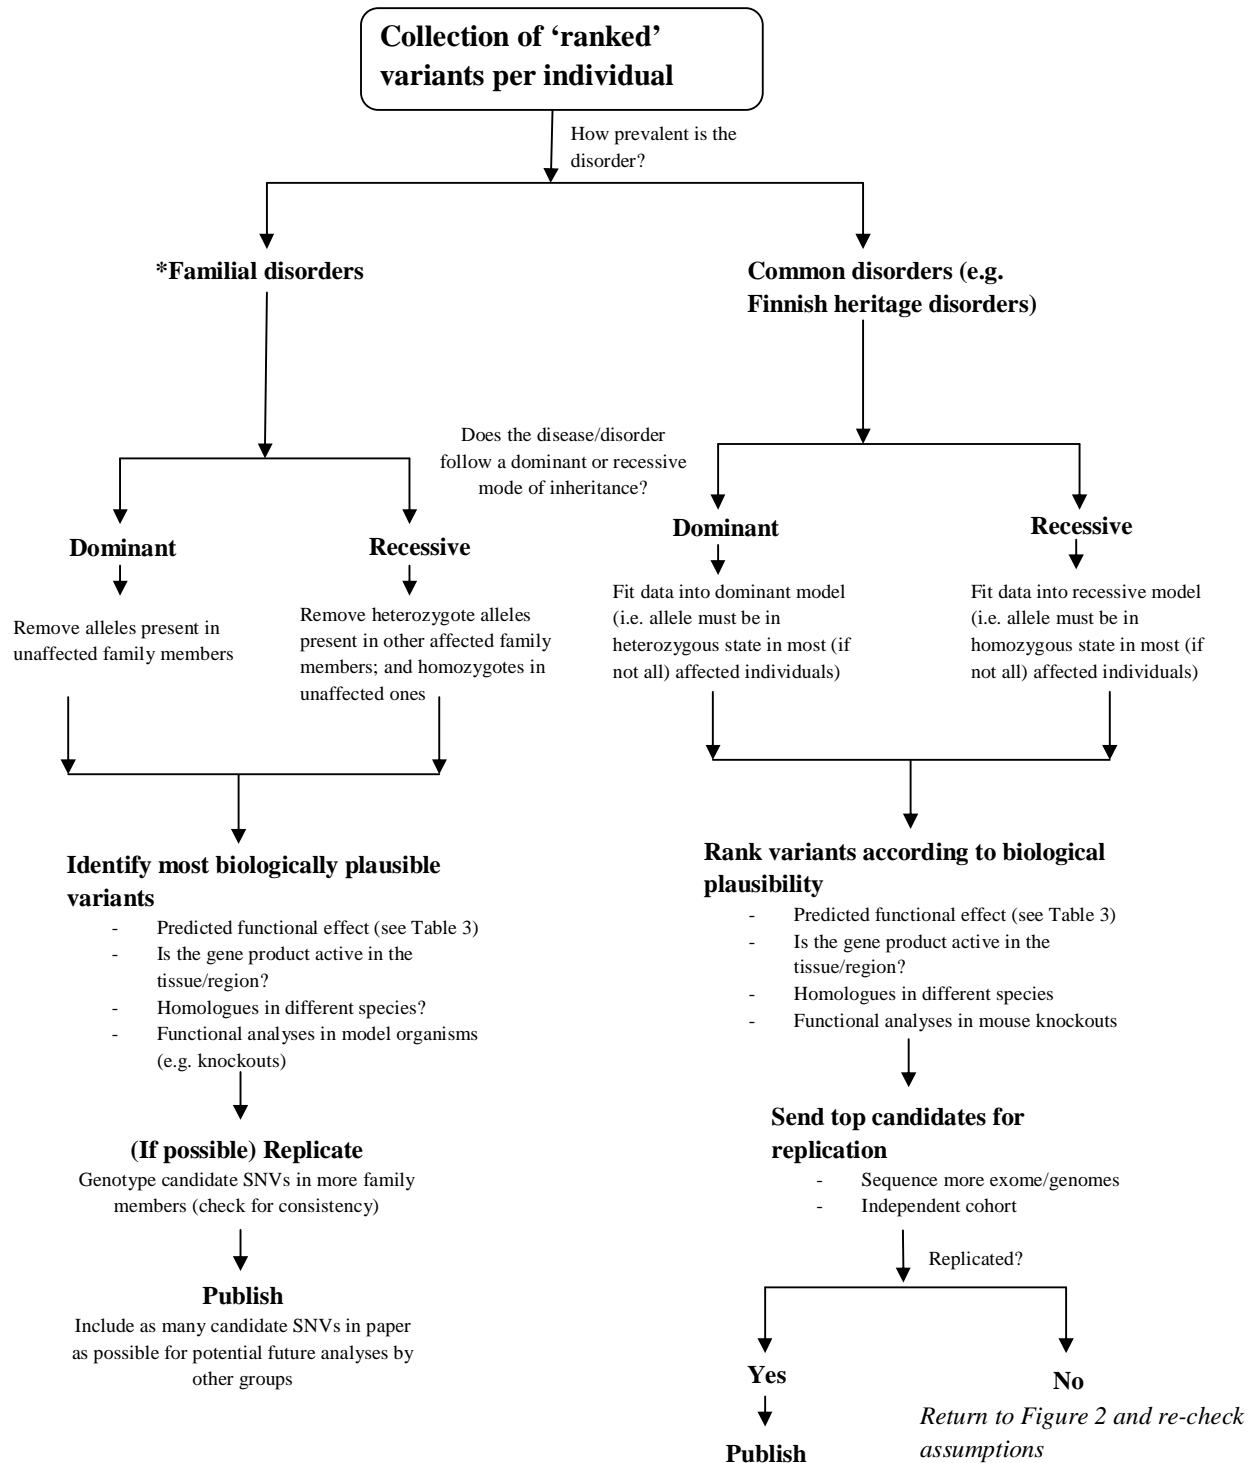 Collection of ‘ranked’
variants per individual
How prevalent is the
disorder?
*Familial disorders
Common disorders (e.g.
Finnish heritage disorders)
Does the disease/disorder
follow a dominant or recessive
mode of inheritance?
Dominant
Recessive
Dominant
Recessive
Remove alleles present in
unaffected family members
Remove heterozygote alleles
present in other affected family
members; and homozygotes in
unaffected ones
Fit data into dominant model
(i.e. allele must be in
heterozygous state in most (if
not all) affected individuals)
Fit data into recessive model
(i.e. allele must be in
homozygous state in most (if
not all) affected individuals)
Identify most biologically plausible
variants
- Predicted functional effect (see Table 3)
- Is the gene product active in the
tissue/region?
- Homologues in different species?
- Functional analyses in model organisms
(e.g. knockouts)
(If possible) Replicate
Genotype candidate SNVs in more family
members (check for consistency)
Publish
Include as many candidate SNVs in paper
as possible for potential future analyses by
other groups
Rank variants according to biological
plausibility
- Predicted functional effect (see Table 3)
- Is the gene product active in the
tissue/region?
- Homologues in different species
- Functional analyses in mouse knockouts
Send top candidates for
replication
- Sequence more exome/genomes
- Independent cohort
Replicated?
Yes
Publish
No
Return to Figure 2 and re-check
assumptions